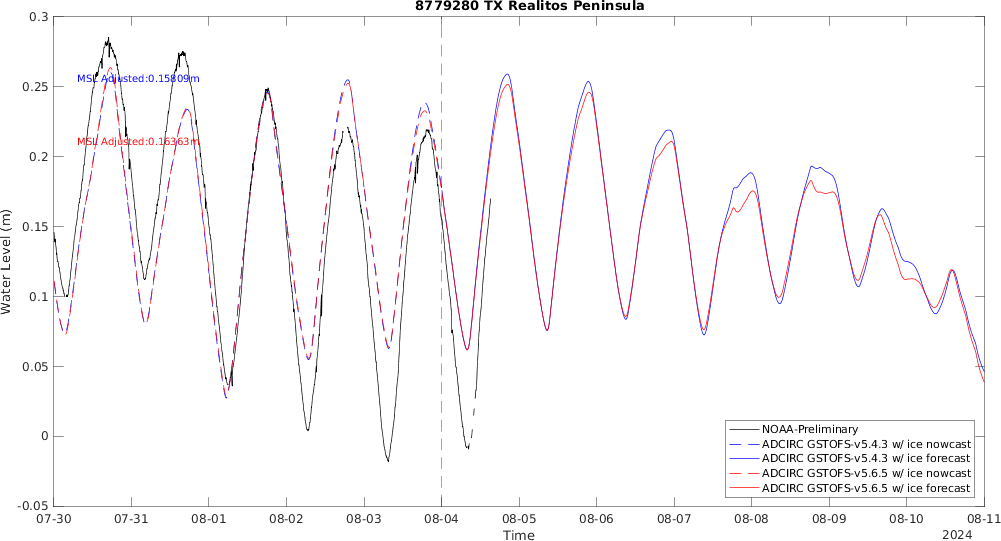 8779280 TX Realitos Peninsula
0.3
0.25
0.2
0.15
0.1
0.05
0
-0.05
Water Level (m)
MSL Adjusted:0.15809m
MSL Adjusted:0.16363m
NOAA-Preliminary
ADCIRC GSTOFS-v5.4.3 w/ ice nowcast
ADCIRC GSTOFS-v5.4.3 w/ ice forecast
ADCIRC GSTOFS-v5.6.5 w/ ice nowcast
ADCIRC GSTOFS-v5.6.5 w/ ice forecast
07-30 07-31 08-01 08-02 08-03 08-04 08-05 08-06 08-07 08-08 08-09 08-10 08-11
Time
2024